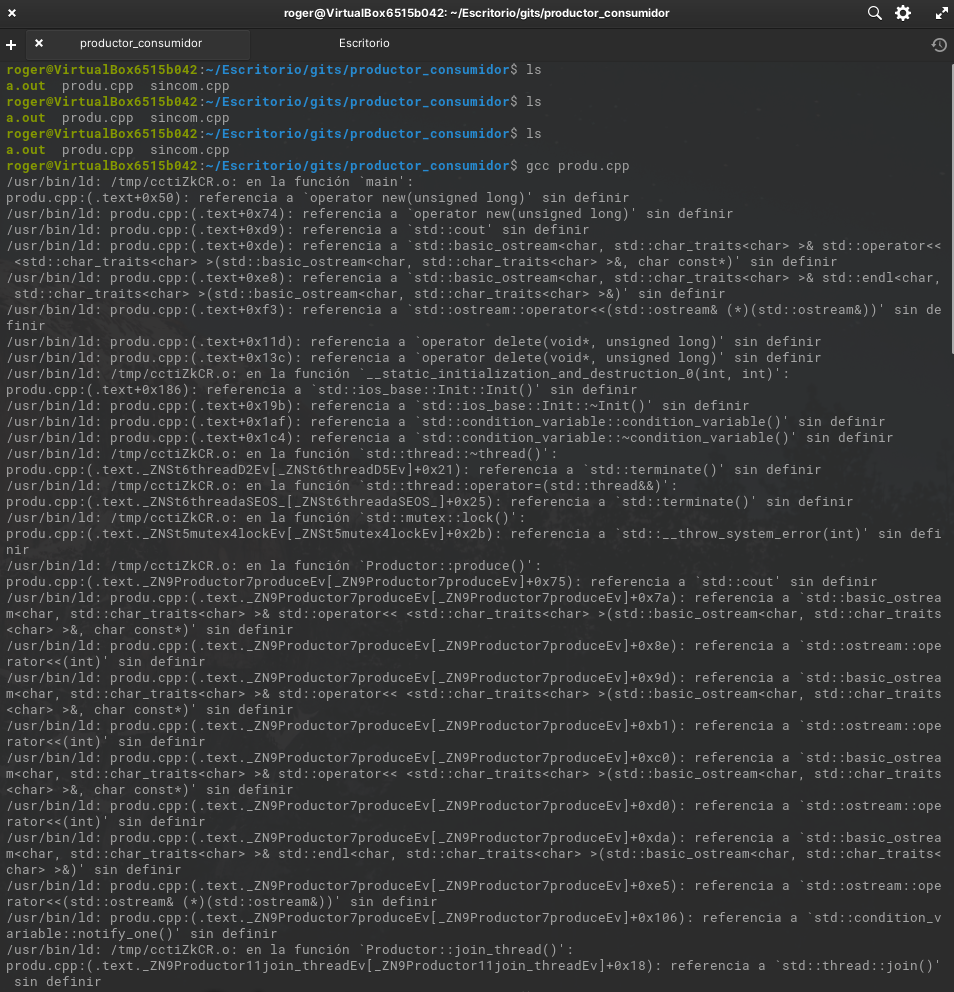 roger@VirtualBox6515b042: ~/Escritorio/gits/productor_consumidor
productor_consumidor
Escritorio
roger@VirtualBox6515b042:~/Escritorio/gits/productor_consumidor$ ls
a.out  produ.cpp  sincom.cpp
roger@VirtualBox6515b042:~/Escritorio/gits/productor_consumidor$ ls
a.out  produ.cpp  sincom.cpp
roger@VirtualBox6515b042:~/Escritorio/gits/productor_consumidor$ ls
a.out  produ.cpp  sincom.cpp
roger@VirtualBox6515b042:~/Escritorio/gits/productor_consumidor$ gcc produ.cpp
/usr/bin/ld: /tmp/cctiZkCR.o: en la función `main':
produ.cpp:(.text+0x50): referencia a `operator new(unsigned long)' sin definir
/usr/bin/ld: produ.cpp:(.text+0x74): referencia a `operator new(unsigned long)' sin definir
/usr/bin/ld: produ.cpp:(.text+0xd9): referencia a `std::cout' sin definir
/usr/bin/ld: produ.cpp:(.text+0xde): referencia a `std::basic_ostream<char, std::char_traits<char> >& std::operator<<
 <std::char_traits<char> >(std::basic_ostream<char, std::char_traits<char> >&, char const*)' sin definir
/usr/bin/ld: produ.cpp:(.text+0xe8): referencia a `std::basic_ostream<char, std::char_traits<char> >& std::endl<char,
 std::char_traits<char> >(std::basic_ostream<char, std::char_traits<char> >&)' sin definir
/usr/bin/ld: produ.cpp:(.text+0xf3): referencia a `std::ostream::operator<<(std::ostream& (*)(std::ostream&))' sin de
finir
/usr/bin/ld: produ.cpp:(.text+0x11d): referencia a `operator delete(void*, unsigned long)' sin definir
/usr/bin/ld: produ.cpp:(.text+0x13c): referencia a `operator delete(void*, unsigned long)' sin definir
/usr/bin/ld: /tmp/cctiZkCR.o: en la función `__static_initialization_and_destruction_0(int, int)':
produ.cpp:(.text+0x186): referencia a `std::ios_base::Init::Init()' sin definir
/usr/bin/ld: produ.cpp:(.text+0x19b): referencia a `std::ios_base::Init::~Init()' sin definir
/usr/bin/ld: produ.cpp:(.text+0x1af): referencia a `std::condition_variable::condition_variable()' sin definir
/usr/bin/ld: produ.cpp:(.text+0x1c4): referencia a `std::condition_variable::~condition_variable()' sin definir
/usr/bin/ld: /tmp/cctiZkCR.o: en la función `std::thread::~thread()':
produ.cpp:(.text._ZNSt6threadD2Ev[_ZNSt6threadD5Ev]+0x21): referencia a `std::terminate()' sin definir
/usr/bin/ld: /tmp/cctiZkCR.o: en la función `std::thread::operator=(std::thread&&)':
produ.cpp:(.text._ZNSt6threadaSEOS_[_ZNSt6threadaSEOS_]+0x25): referencia a `std::terminate()' sin definir
/usr/bin/ld: /tmp/cctiZkCR.o: en la función `std::mutex::lock()':
produ.cpp:(.text._ZNSt5mutex4lockEv[_ZNSt5mutex4lockEv]+0x2b): referencia a `std::__throw_system_error(int)' sin defi
nir
/usr/bin/ld: /tmp/cctiZkCR.o: en la función `Productor::produce()':
produ.cpp:(.text._ZN9Productor7produceEv[_ZN9Productor7produceEv]+0x75): referencia a `std::cout' sin definir
/usr/bin/ld: produ.cpp:(.text._ZN9Productor7produceEv[_ZN9Productor7produceEv]+0x7a): referencia a `std::basic_ostrea
m<char, std::char_traits<char> >& std::operator<< <std::char_traits<char> >(std::basic_ostream<char, std::char_traits
<char> >&, char const*)' sin definir
/usr/bin/ld: produ.cpp:(.text._ZN9Productor7produceEv[_ZN9Productor7produceEv]+0x8e): referencia a `std::ostream::ope
rator<<(int)' sin definir
/usr/bin/ld: produ.cpp:(.text._ZN9Productor7produceEv[_ZN9Productor7produceEv]+0x9d): referencia a `std::basic_ostrea
m<char, std::char_traits<char> >& std::operator<< <std::char_traits<char> >(std::basic_ostream<char, std::char_traits
<char> >&, char const*)' sin definir
/usr/bin/ld: produ.cpp:(.text._ZN9Productor7produceEv[_ZN9Productor7produceEv]+0xb1): referencia a `std::ostream::ope
rator<<(int)' sin definir
/usr/bin/ld: produ.cpp:(.text._ZN9Productor7produceEv[_ZN9Productor7produceEv]+0xc0): referencia a `std::basic_ostrea
m<char, std::char_traits<char> >& std::operator<< <std::char_traits<char> >(std::basic_ostream<char, std::char_traits
<char> >&, char const*)' sin definir
/usr/bin/ld: produ.cpp:(.text._ZN9Productor7produceEv[_ZN9Productor7produceEv]+0xd0): referencia a `std::ostream::ope
rator<<(int)' sin definir
/usr/bin/ld: produ.cpp:(.text._ZN9Productor7produceEv[_ZN9Productor7produceEv]+0xda): referencia a `std::basic_ostrea
m<char, std::char_traits<char> >& std::endl<char, std::char_traits<char> >(std::basic_ostream<char, std::char_traits<
char> >&)' sin definir
/usr/bin/ld: produ.cpp:(.text._ZN9Productor7produceEv[_ZN9Productor7produceEv]+0xe5): referencia a `std::ostream::ope
rator<<(std::ostream& (*)(std::ostream&))' sin definir
/usr/bin/ld: produ.cpp:(.text._ZN9Productor7produceEv[_ZN9Productor7produceEv]+0x106): referencia a `std::condition_v
ariable::notify_one()' sin definir
/usr/bin/ld: /tmp/cctiZkCR.o: en la función `Productor::join_thread()':
produ.cpp:(.text._ZN9Productor11join_threadEv[_ZN9Productor11join_threadEv]+0x18): referencia a `std::thread::join()'
 sin definir